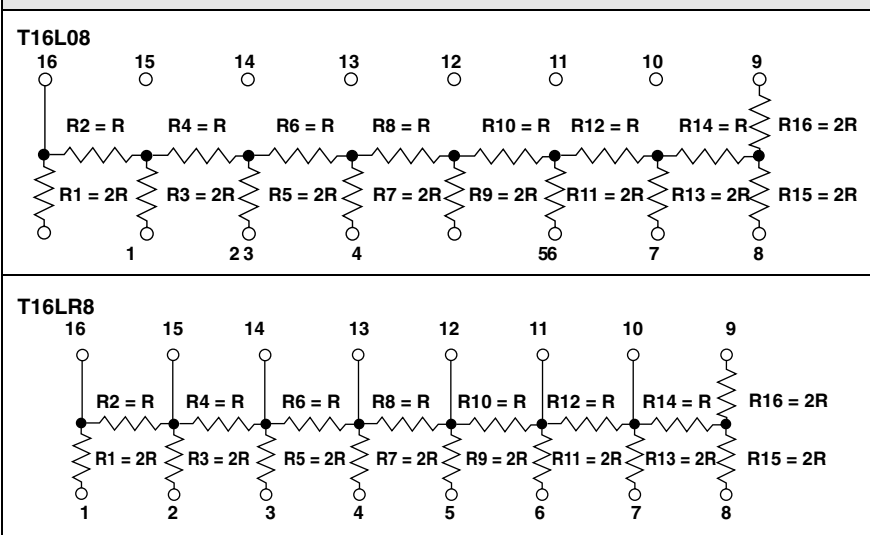 T16L08
16 15 14 13 12 11 10 9
R2 = R R4 = R R6 = R R8 = R R10 = R R12 = R R14 = R R16 = 2R
R1 = 2R R3 = 2R R5 = 2R R7 = 2R R9 = 2R R11 = 2R R13 = 2R R15 = 2R
1 2 3 4 56 7 8
T16LR8
16 15 14 13 12 11 10 9
R2 = R R4 = R R6 = R R8 = R R10 = R R12 = R R14 = R R16 = 2R
R1 = 2R R3 = 2R R5 = 2R R7 = 2R R9 = 2R R11 = 2R R13 = 2R R15 = 2R
1 2 3 4 5 6 7 8